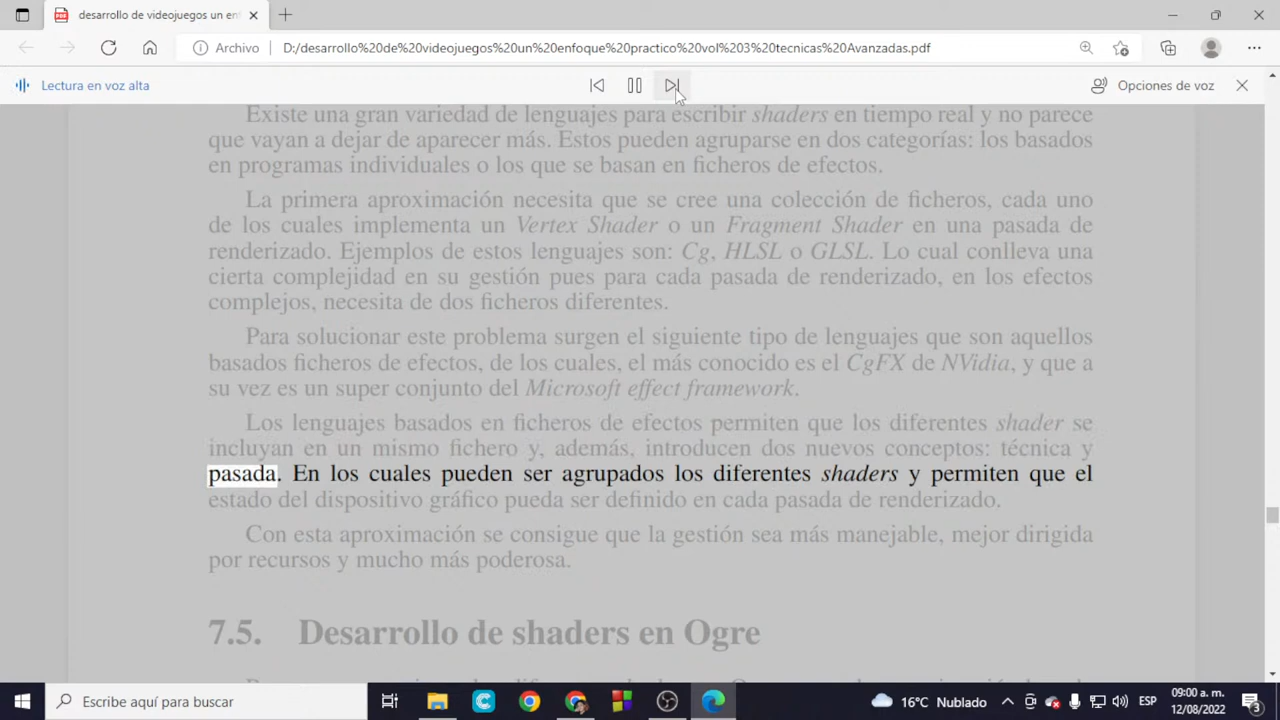 desarrollo de videojuegos un en
Archivo
D:/desarrollo%20de%20videojuegos%20un%20enfoque%20practico%20vol%203%20tecnicas%20Avanzadas.pdf
Lectura en voz alta
Opciones de voz
Existe una gran variedad de lenguajes para escribir shaders en tiempo real y no parece
que vayan a dejar de aparecer más. Estos pueden agruparse en dos categorías: los basados
en programas individuales o los que se basan en ficheros de efectos.
La primera aproximación necesita que se cree una colección de ficheros, cada uno
de los cuales implementa un Vertex Shader o un Fragment Shader en una pasada de
renderizado. Ejemplos de estos lenguajes son: Cg, HLSL o GLSL. Lo cual conlleva una
cierta complejidad en su gestión pues para cada pasada de renderizado, en los efectos
complejos, necesita de dos ficheros diferentes.
Para solucionar este problema surgen el siguiente tipo de lenguajes que son aquellos
basados ficheros de efectos, de los cuales, el más conocido es el CgFX de NVidia, y que a
su vez es un super conjunto del Microsoft effect framework.
Los lenguajes basados en ficheros de efectos permiten que los diferentes shader se
incluyan en un mismo fichero y, además, introducen dos nuevos conceptos: técnica y
pasada. En los cuales pueden ser agrupados los diferentes shaders y permiten que el
estado del dispositivo gráfico pueda ser definido en cada pasada de renderizado.
Con esta aproximación se consigue que la gestión sea más manejable, mejor dirigida
por recursos y mucho más poderosa.
7.5. Desarrollo de shaders en Ogre
Escribe aquí para buscar
16°C Nublado
ESP
09:00 a. m.
12/08/2022
3